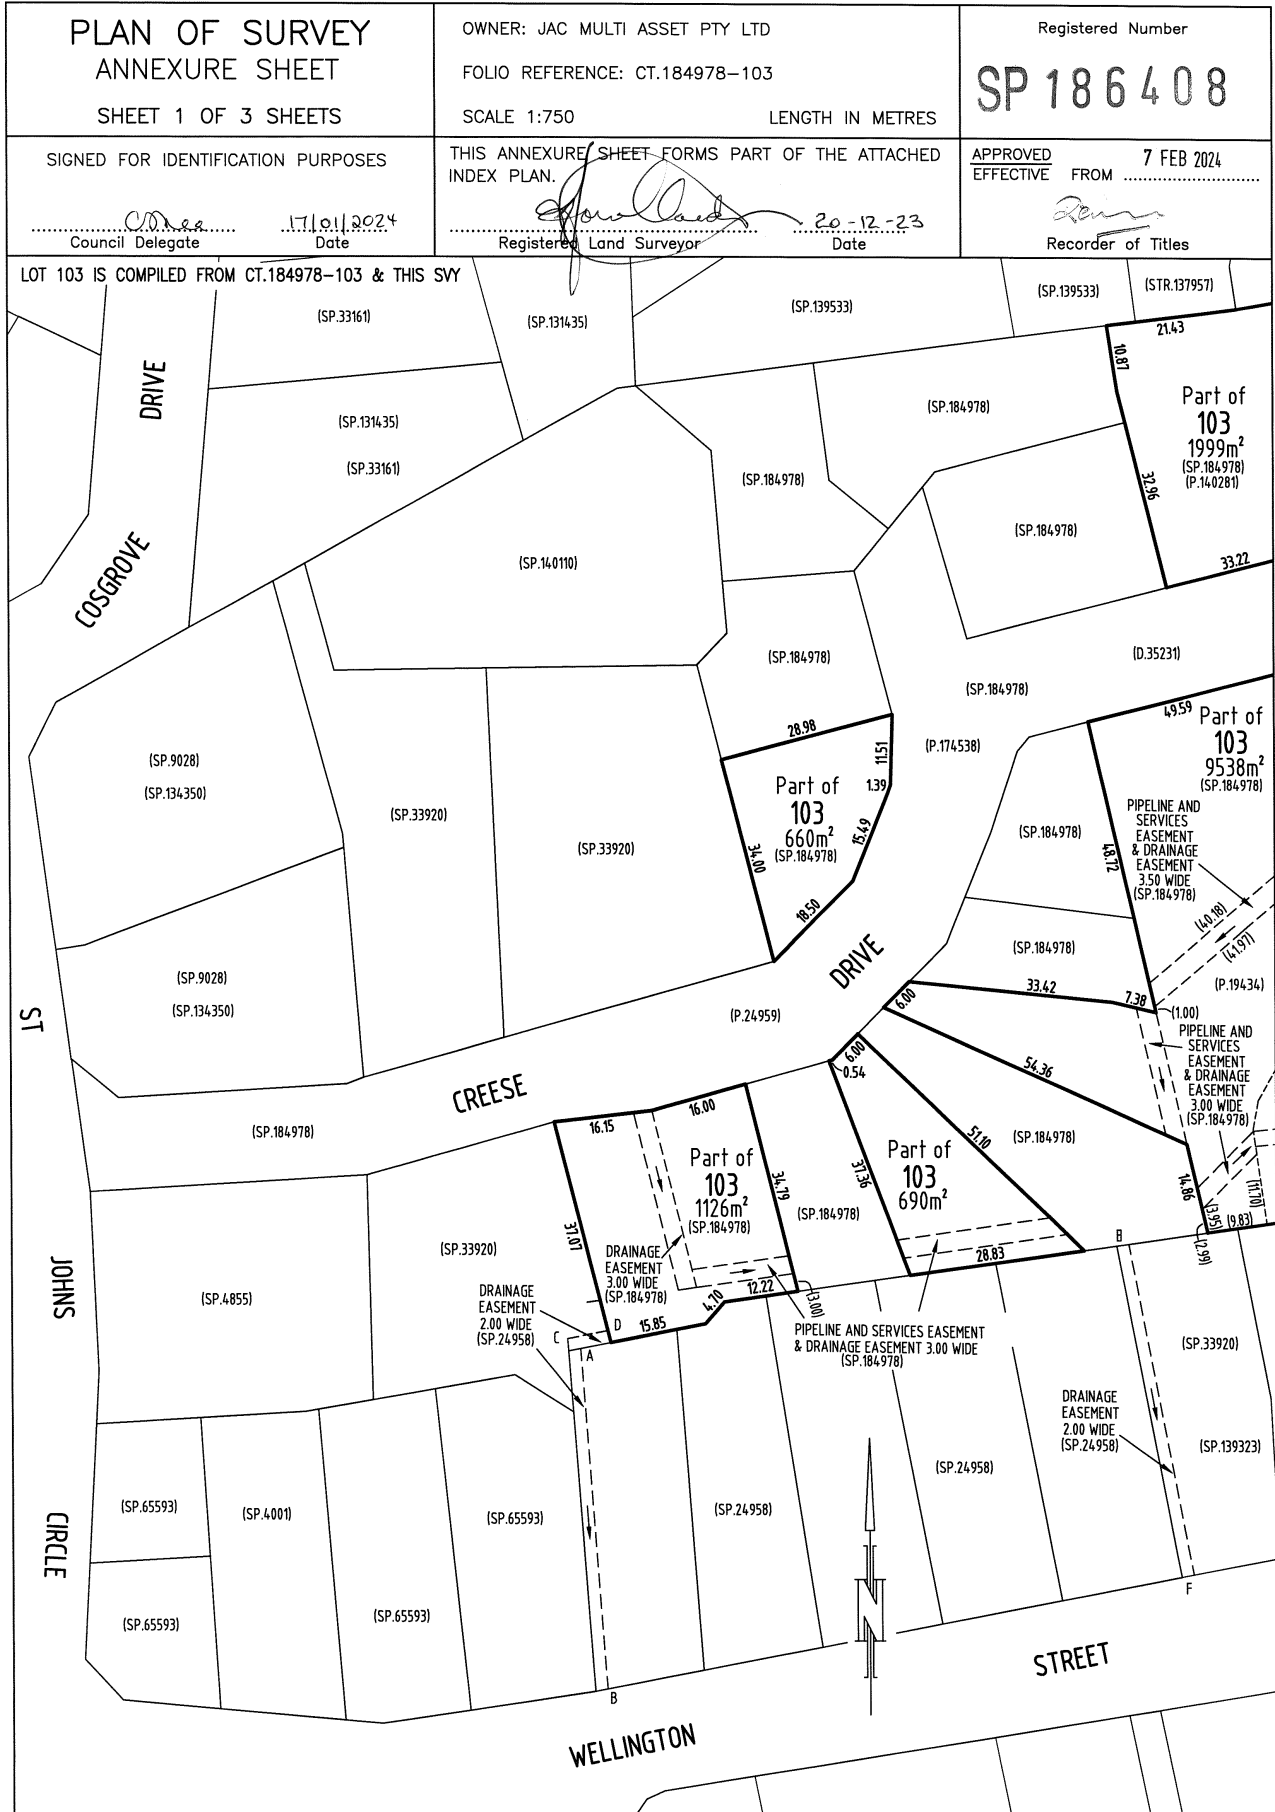 PLAN OF SURVEY
ANNEXURE SHEET
SHEET 1 OF 3 SHEETS
OWNER: JAC MULTI ASSET PTY LTD
FOLIO REFERENCE: CT.184978-103
SCALE 1:750 LENGTH IN METRES
Registered Number
SP 186408
SIGNED FOR IDENTIFICATION PURPOSES
17/01/2024
Council Delegate Date
THIS ANNEXURE SHEET FORMS PART OF THE ATTACHED
INDEX PLAN.
20-12-23
Registered Land Surveyor Date
APPROVED
EFFECTIVE FROM 7 FEB 2024
Recorder of Titles
LOT 103 IS COMPILED FROM CT.184978-103 & THIS SVY
(SP.33161)
(SP.131435)
(SP.139533)
(SP.139533)
(STR.137957)
21.43
10.87
DRIVE
(SP.131435)
(SP.33161)
(SP.184978)
Part of
103
1999m²
(SP.184978)
(P.140281)
32.96
(SP.184978)
(SP.184978)
33.22
COSGROVE
(SP.140110)
(SP.184978)
(D.35231)
(SP.184978)
49.59
28.98
11.51
(P.174538)
Part of
103
9538m²
(SP.184978)
(SP.9028)
(SP.134350)
(SP.33920)
(SP.33920)
Part of
103
660m²
(SP.184978)
1.39
15.49
34.00
18.50
(SP.184978)
48.72
PIPELINE AND
SERVICES
EASEMENT
& DRAINAGE
EASEMENT
3.50 WIDE
(SP.184978)
(40.18)
(41.97)
(SP.184978)
DRIVE
(SP.9028)
(SP.134350)
ST
(P.19434)
33.42
7.38
6.00
(1.00)
(P.24959)
PIPELINE AND
SERVICES
EASEMENT
& DRAINAGE
EASEMENT
3.00 WIDE
(SP.184978)
6.00
0.54
54.36
CREESE
16.15
16.00
(SP.184978)
51.10
(SP.184978)
Part of
103
1126m²
(SP.184978)
34.79
37.36
Part of
103
690m²
14.86
(11.70)
(3.95)
(9.83)
(2.99)
(SP.184978)
37.07
(SP.33920)
DRAINAGE
EASEMENT
3.00 WIDE
(SP.184978)
28.83
B
JOHNS
(SP.4855)
DRAINAGE
EASEMENT
2.00 WIDE
(SP.24958)
12.22
(3.00)
4.70
15.85
C
D
A
PIPELINE AND SERVICES EASEMENT
& DRAINAGE EASEMENT 3.00 WIDE
(SP.184978)
(SP.33920)
DRAINAGE
EASEMENT
2.00 WIDE
(SP.24958)
(SP.139323)
(SP.24958)
(SP.65593)
(SP.4001)
(SP.65593)
(SP.24958)
CIRCLE
N
F
(SP.65593)
(SP.65593)
STREET
B
WELLINGTON